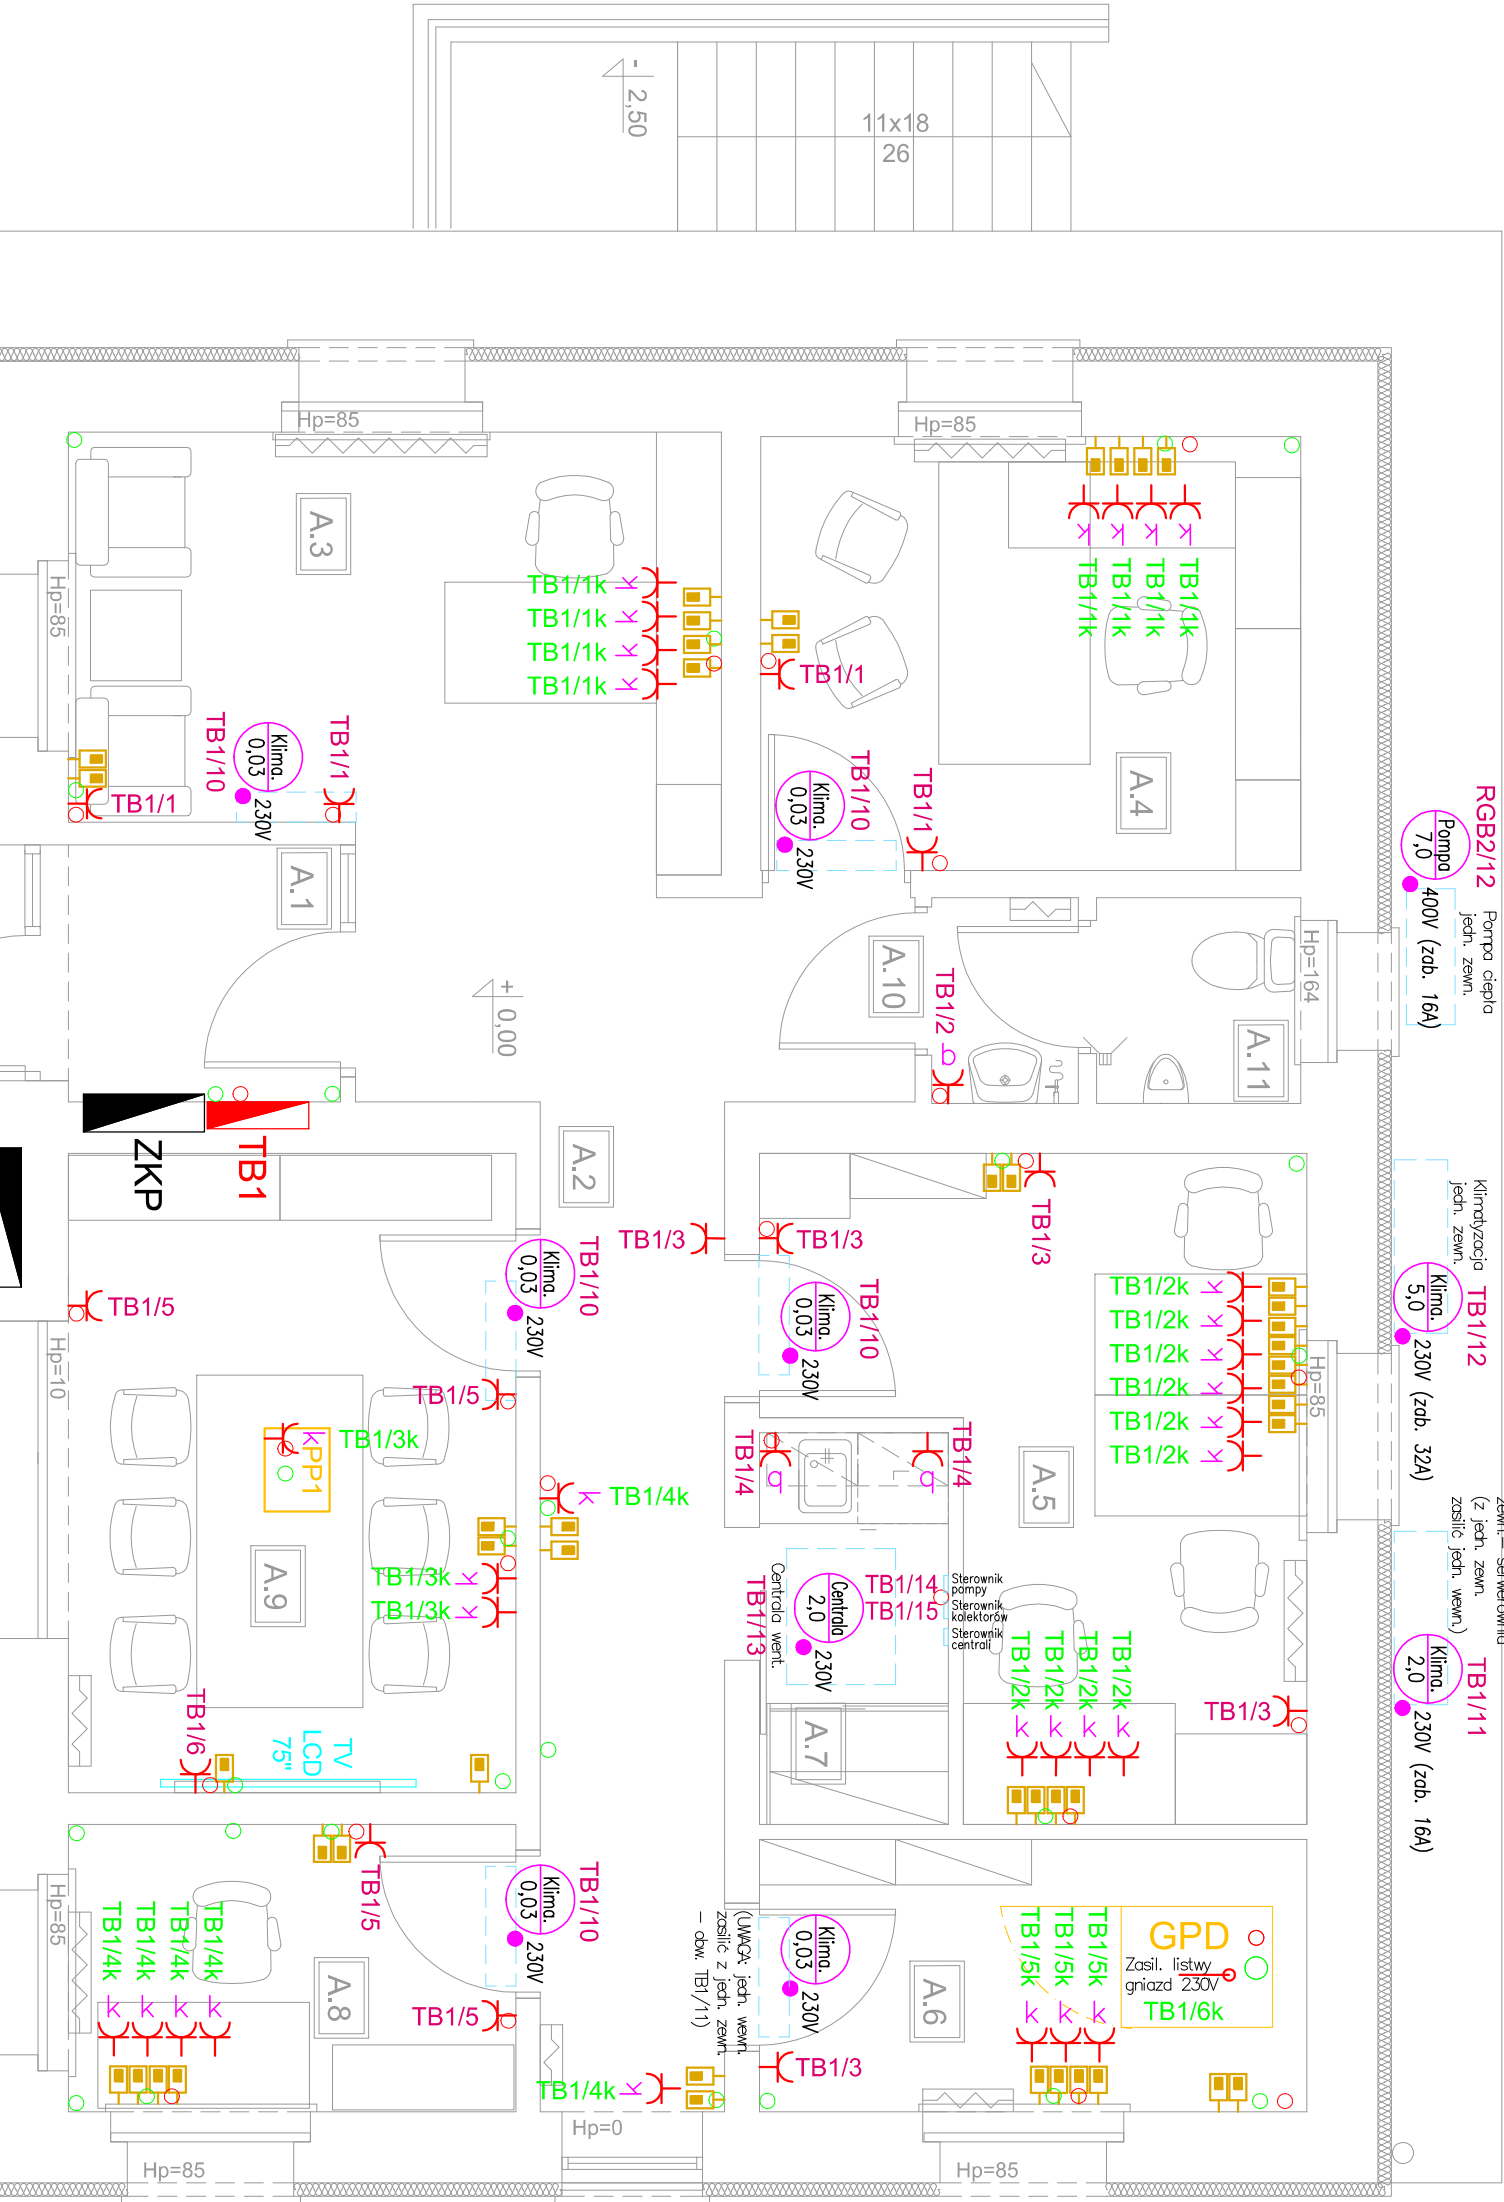 - 2,50
11x18
26
Hp=85
Hp=85
A.3
TB1/1k
TB1/1k
TB1/1k
TB1/1k
k
k
k
k
Hp=85
TB1/10
Klima.
0,03
230V
TB1/1
TB1/1
A.1
k
k
k
k
TB1/1k
TB1/1k
TB1/1k
TB1/1k
TB1/1
A.4
TB1/10
Klima.
0,03
230V
TB1/1
RGB2/12
Pompa
7,0
400V (zab. 16A)
Pompa ciepła
jedn. zewn.
Hp=164
A.10
TB1/2
b
A.11
+ 0,00
ZKP
TB1
A.2
TB1/3
TB1/3
TB1/3
Klimatyzacja
jedn. zewn.
TB1/12
Klima.
5,0
230V (zab. 32A)
TB1/10
Klima.
0,03
230V
TB1/10
Klima.
0,03
230V
TB1/2k
TB1/2k
TB1/2k
TB1/2k
TB1/2k
TB1/2k
k
k
k
k
k
k
Hp=85
TB1/5
Hp=10
TB1/5
k
TB1/3k
PP1
k
TB1/4k
TB1/4
b
TB1/4
b
A.5
A.9
TB1/3k
TB1/3k
k
k
Centrala went.
TB1/13
Centrala
2,0
230V
TB1/14
TB1/15
Sterownik
pompy
Sterownik
kolektorów
Sterownik
centrali
TB1/2k
TB1/2k
TB1/2k
TB1/2k
k
k
k
k
(z jedn. zewn.
zasilić jedn. wewn.)
TB1/11
Klima.
2,0
230V (zab. 16A)
TB1/6
TV
LCD
75"
A.7
TB1/3
TB1/5
TB1/10
Klima.
0,03
230V
TB1/4k
TB1/4k
TB1/4k
TB1/4k
k
k
k
k
Hp=85
A.8
TB1/5
(UWAGA: jedn. wewn.
zasilić z jedn. zewn.
– obw. TB1/11)
Klima.
0,03
230V
TB1/3
A.6
TB1/5k
TB1/5k
TB1/5k
k
k
k
GPD
Zasil. listwy
gniazd 230V
TB1/6k
TB1/4k
k
Hp=0
Hp=85
Hp=85